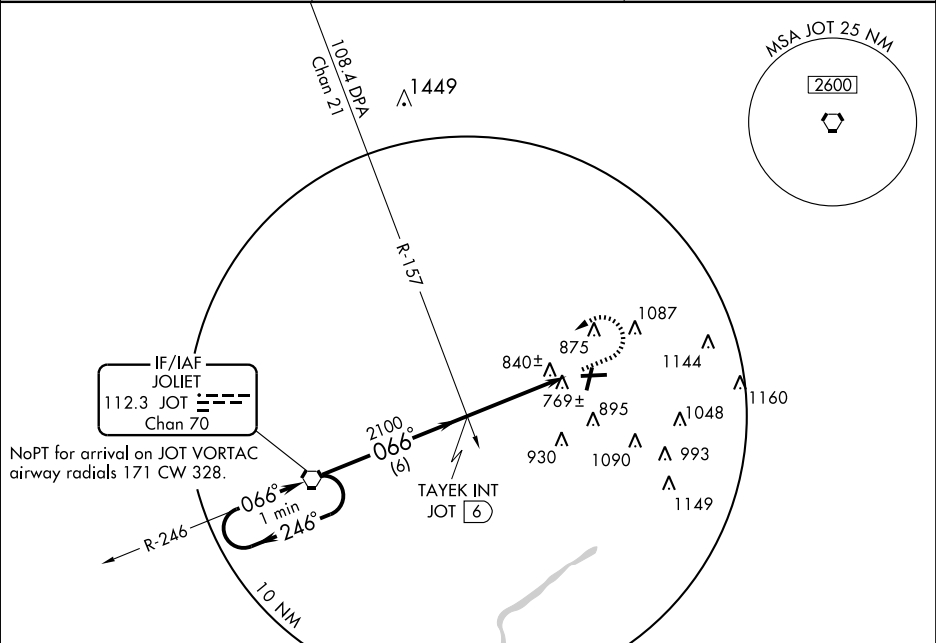 MSA JOT 25 NM
2600
108.4 DPA
Chan 21
1449
R-157
1087
875
1144
840±
769±
1160
895
1048
930
1090
993
1149
IF/IAF
JOLIET
112.3 JOT
Chan 70
NoPT for arrival on JOT VORTAC
airway radials 171 CW 328.
2100
066°
(6)
TAYEK INT
JOT 6
066°
1 min
246°
R-246
10 NM